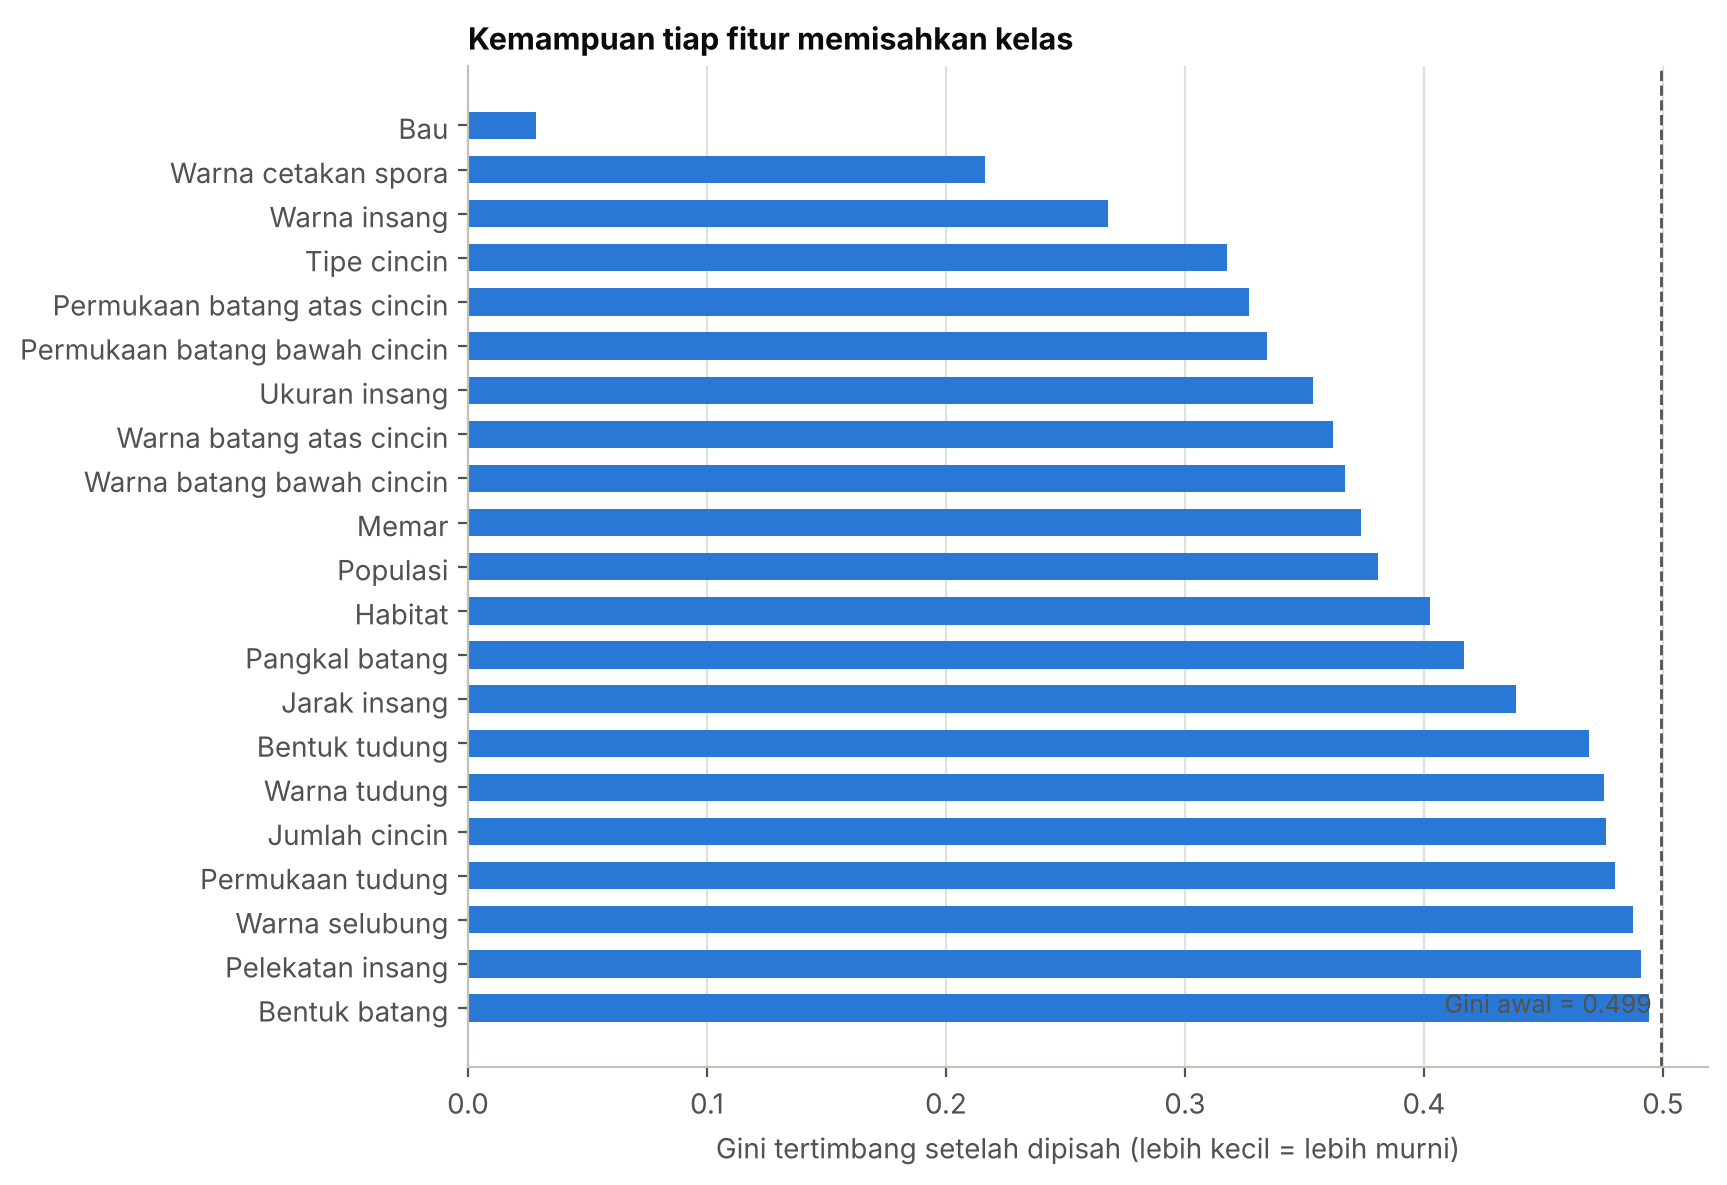 Kemampuan tiap fitur memisahkan kelas
Bau
Warna cetakan spora
Warna insang
Tipe cincin
Permukaan batang atas cincin
Permukaan batang bawah cincin
Ukuran insang
Warna batang atas cincin
Warna batang bawah cincin
Memar
Populasi
Habitat
Pangkal batang
Jarak insang
Bentuk tudung
Warna tudung
Jumlah cincin
Permukaan tudung
Warna selubung
Pelekatan insang
Bentuk batang
Gini awal = 0.499
0.0 0.1 0.2 0.3 0.4 0.5
Gini tertimbang setelah dipisah (lebih kecil = lebih murni)